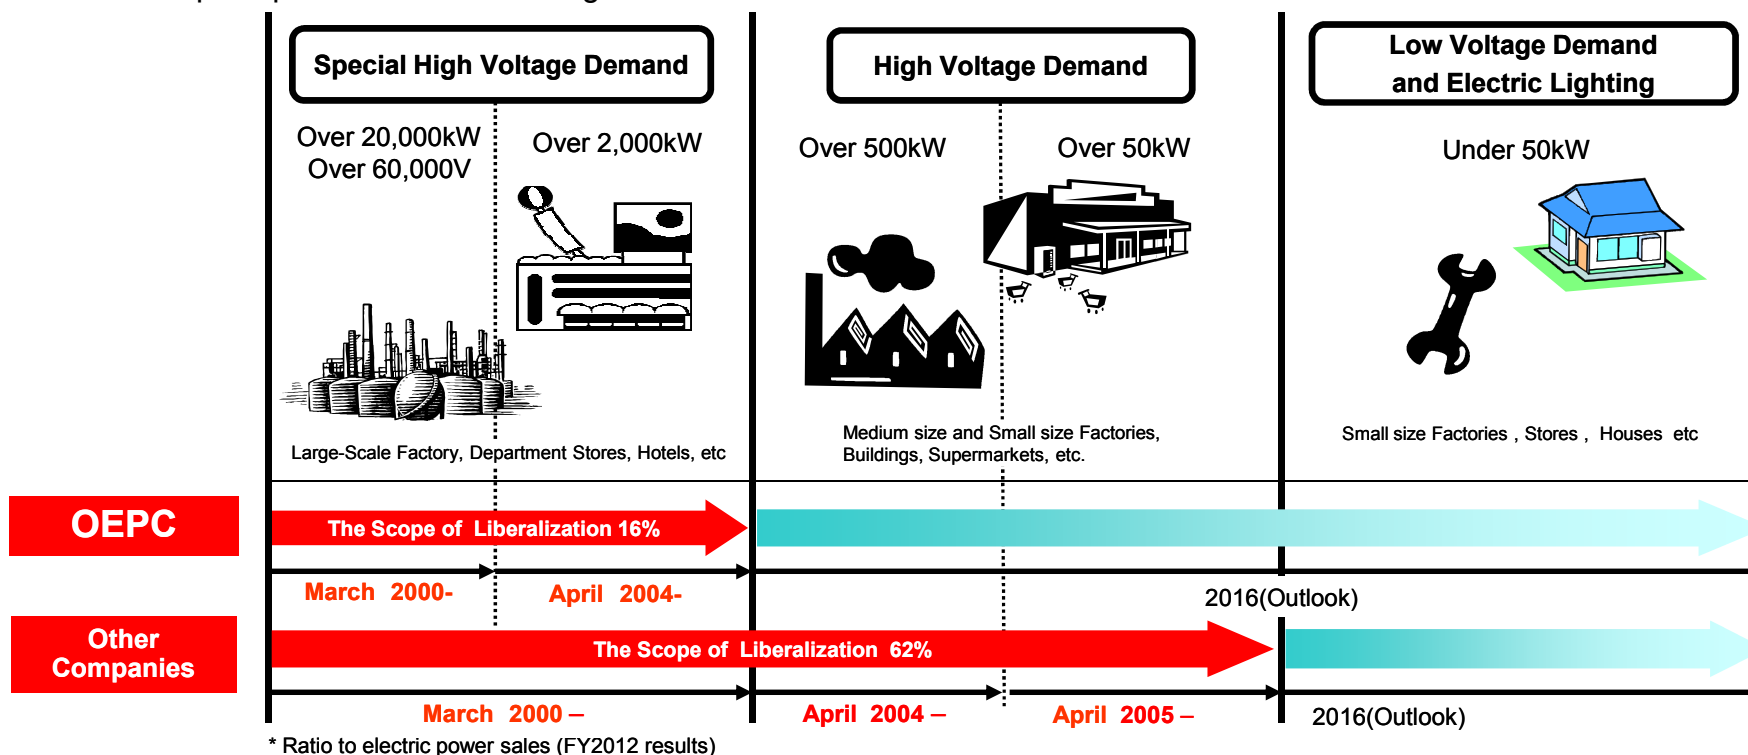 Special High Voltage Demand
High Voltage Demand
Low Voltage Demand
and Electric Lighting
Over 20,000kW
Over 60,000V
Over 2,000kW
Over 500kW
Over 50kW
Under 50kW
Large-Scale Factory, Department Stores, Hotels, etc
Medium size and Small size Factories,
Buildings, Supermarkets, etc.
Small size Factories , Stores , Houses etc
OEPC
The Scope of Liberalization 16%
March 2000-
April 2004-
2016(Outlook)
Other
Companies
The Scope of Liberalization 62%
March 2000 –
April 2004 –
April 2005 –
2016(Outlook)
* Ratio to electric power sales (FY2012 results)